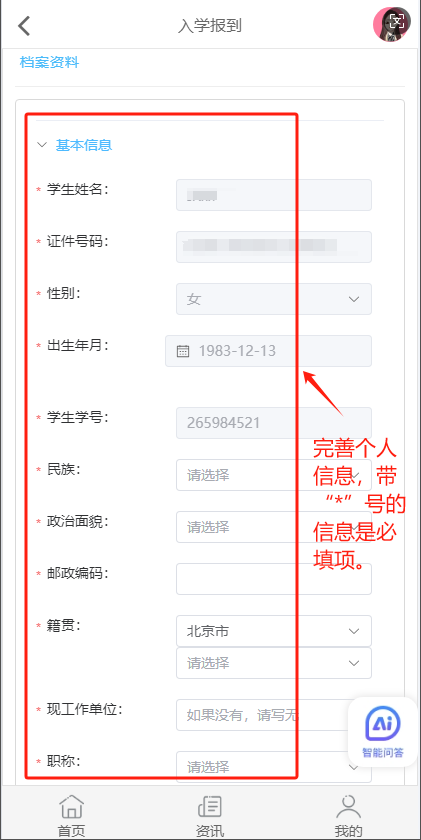 入学报到
档案资料
基本信息
* 学生姓名：
* 证件号码：
* 性别：
女
* 出生年月：
1983-12-13
* 学生学号：
265984521
* 民族：
请选择
* 政治面貌：
请选择
* 邮政编码：
* 籍贯：
北京市
请选择
* 现工作单位：
如果没有，请写无
* 职称：
请选择
完善个人
信息，带
“*”号的
信息是必
填项。
Ai
智能问答
首页
资讯
我的